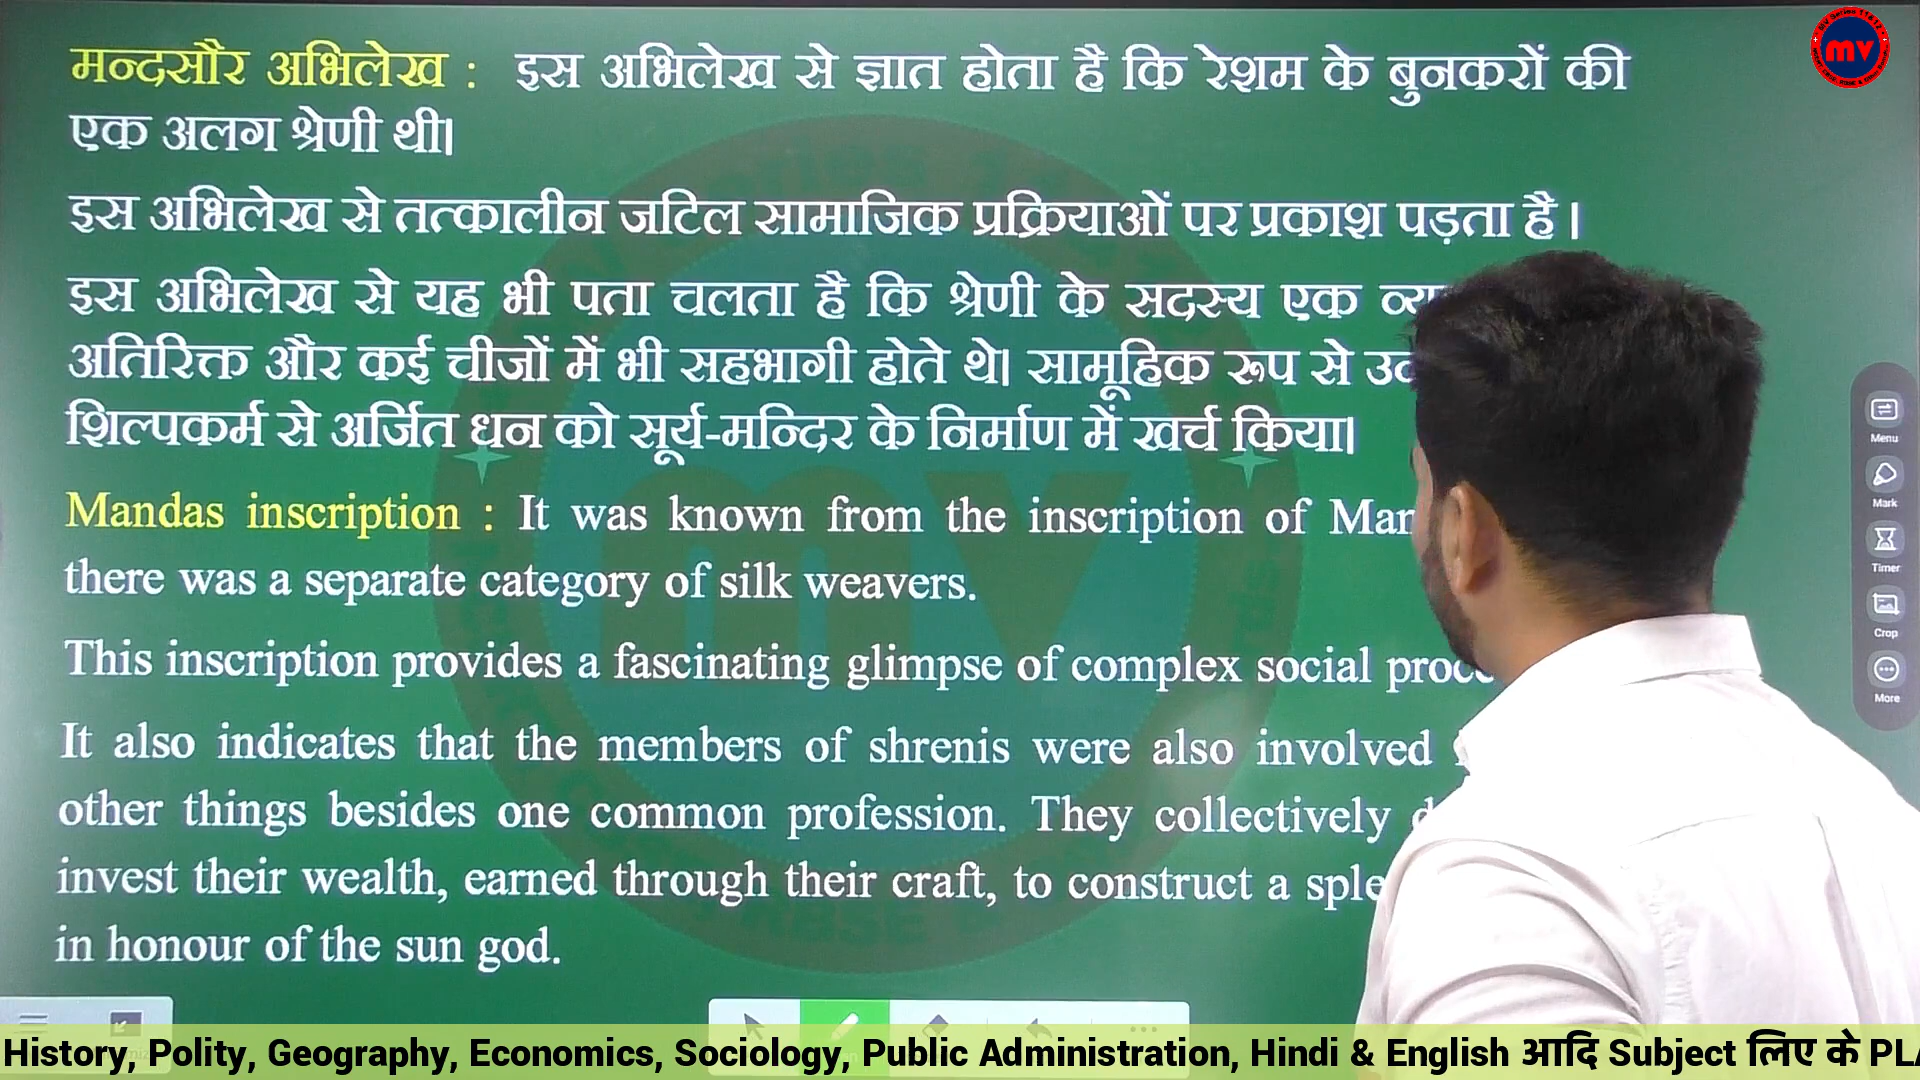 मन्दसौर अभिलेख : इस अभिलेख से ज्ञात होता है कि रेशम के बुनकरों की
एक अलग श्रेणी थी।
इस अभिलेख से तत्कालीन जटिल सामाजिक प्रक्रियाओं पर प्रकाश पड़ता है।
इस अभिलेख से यह भी पता चलता है कि श्रेणी के सदस्य एक
अतिरिक्त और कई चीजों में भी सहभागी होते थे। सामूहिक रूप से
शिल्पकर्म से अर्जित धन को सूर्य-मन्दिर के निर्माण में खर्च किया।
Mandas inscription : It was known from the inscription of
there was a separate category of silk weavers.
This inscription provides a fascinating glimpse of complex social
It also indicates that the members of shrenis were also involved
other things besides one common profession. They collectively
invest their wealth, earned through their craft, to construct a
in honour of the sun god.
mv
mv
Menu
Mark
Timer
Crop
More
History, Polity, Geography, Economics, Sociology, Public Administration, Hindi & English आदि Subject लिए के